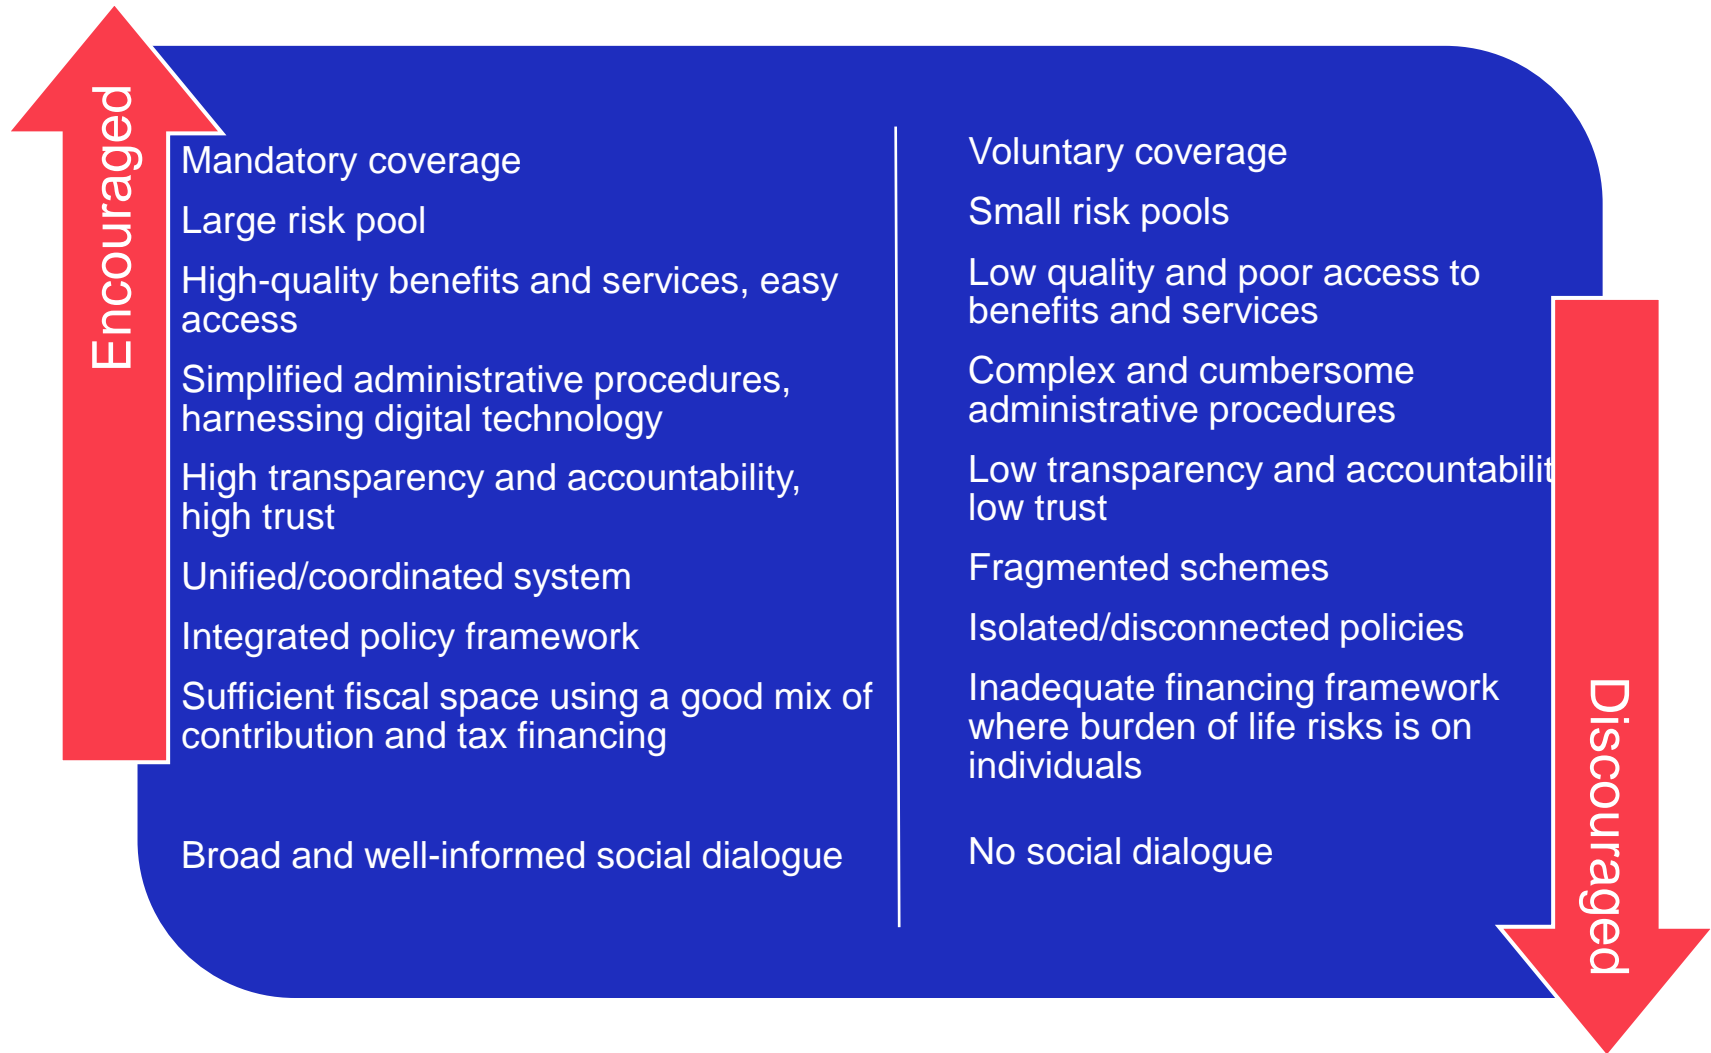 Encouraged
Mandatory coverage
Large risk pool
High-quality benefits and services, easy
access
Simplified administrative procedures,
harnessing digital technology
High transparency and accountability,
high trust
Unified/coordinated system
Integrated policy framework
Sufficient fiscal space using a good mix of
contribution and tax financing
Broad and well-informed social dialogue
Voluntary coverage
Small risk pools
Low quality and poor access to
benefits and services
Complex and cumbersome
administrative procedures
Low transparency and accountabilit
low trust
Fragmented schemes
Isolated/disconnected policies
Inadequate financing framework
where burden of life risks is on
individuals
No social dialogue
Discouraged